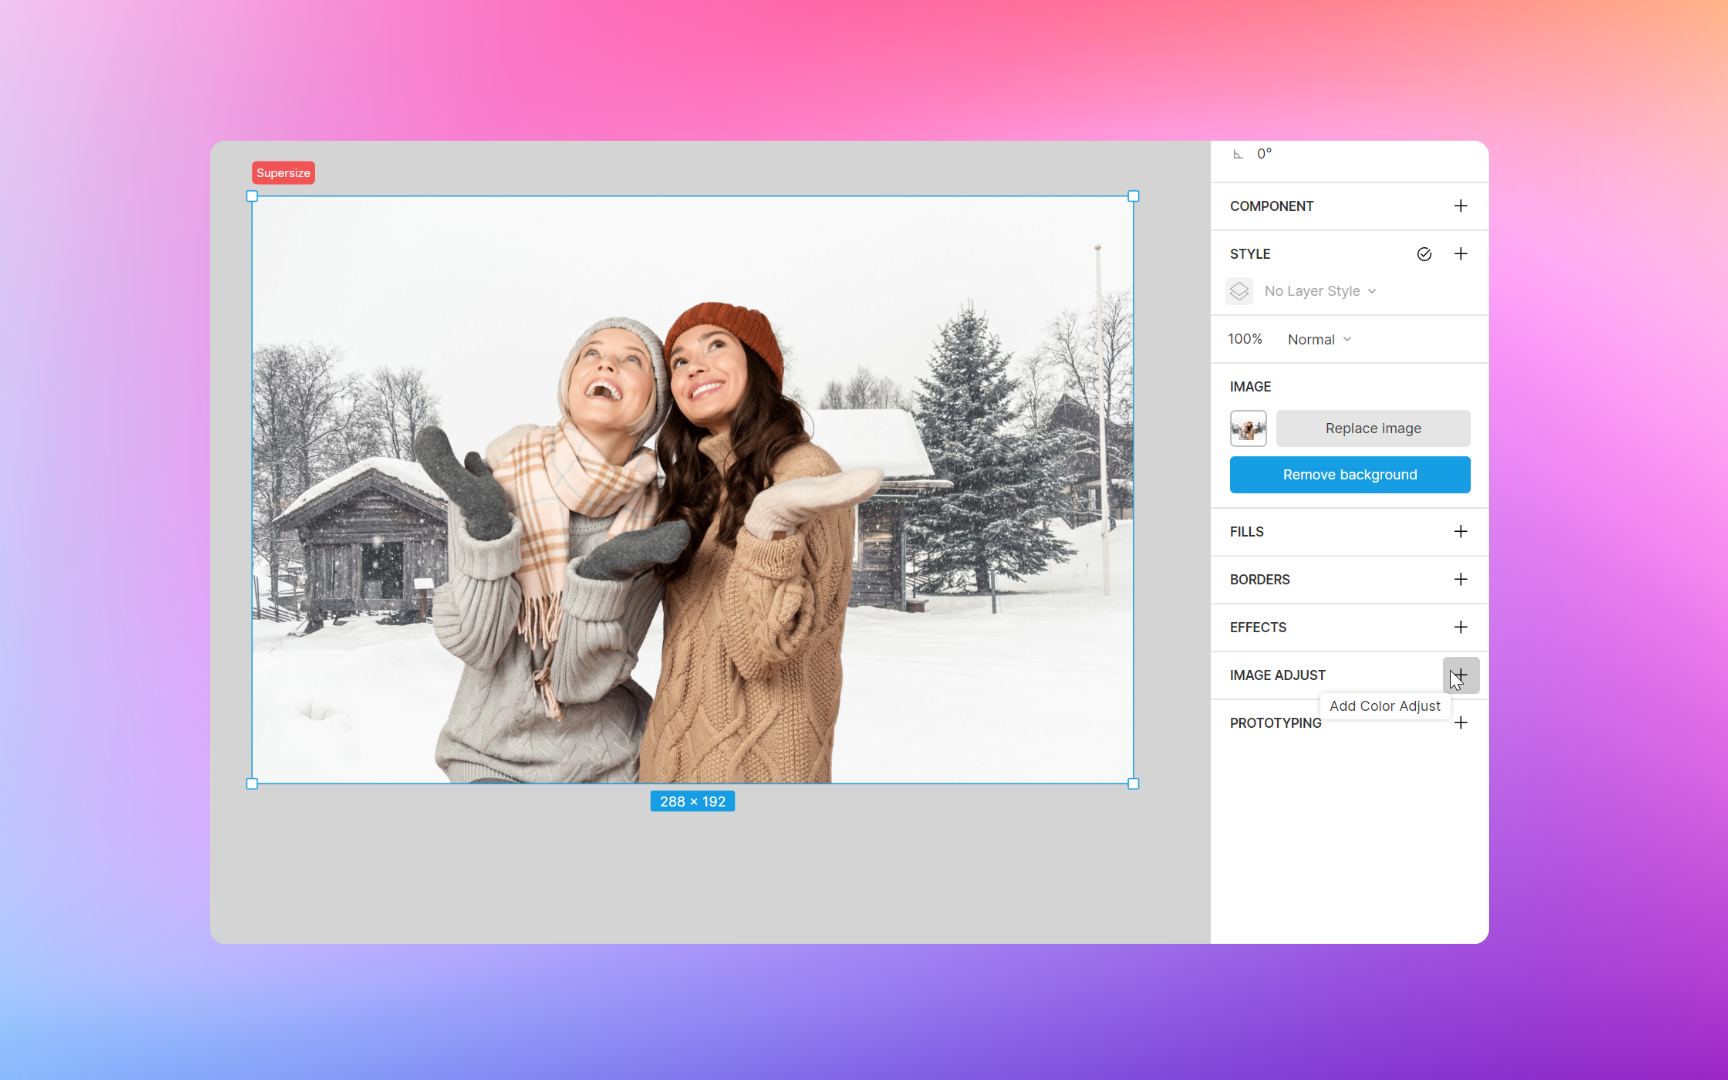 Supersize
288 × 192
0°
COMPONENT
STYLE
No Layer Style
100% Normal
IMAGE
Replace image
Remove background
FILLS
BORDERS
EFFECTS
IMAGE ADJUST
Add Color Adjust
PROTOTYPING